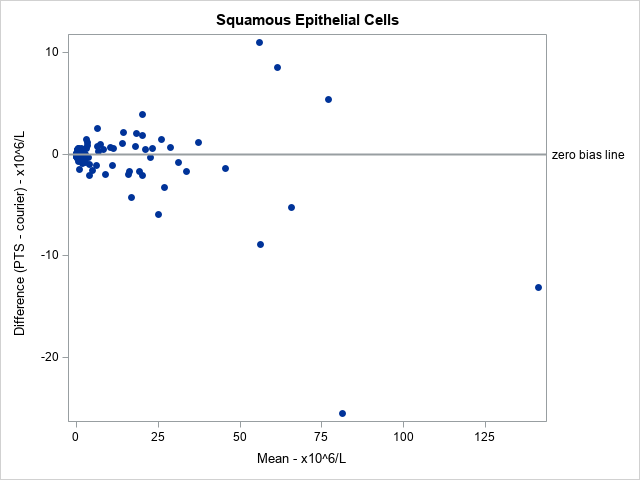 Squamous Epithelial Cells
10
0
-10
-20
zero bias line
Difference (PTS - courier) - x10^6/L
0 25 50 75 100 125
Mean - x10^6/L